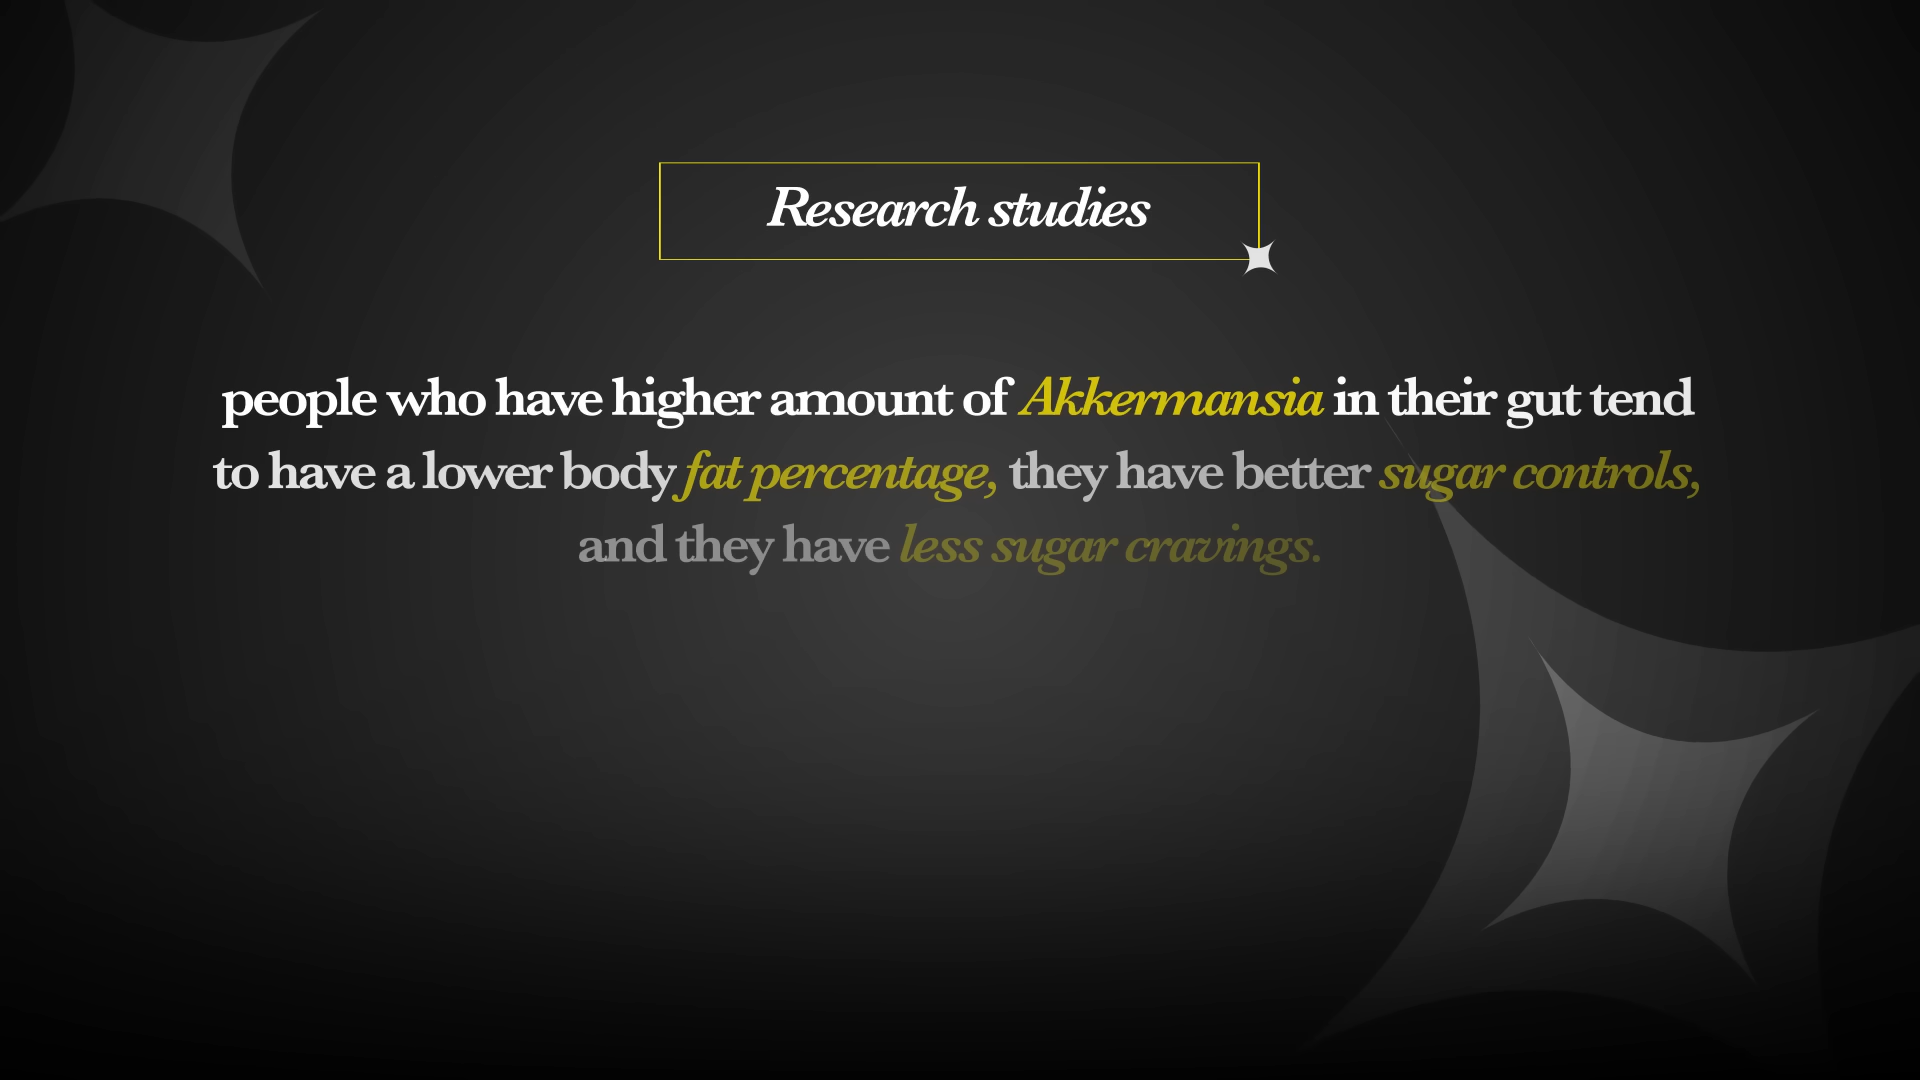 Research studies
people who have higher amount of Akkermansia in their gut tend
to have a lower body fat percentage, they have better sugar controls,
and they have less sugar cravings.